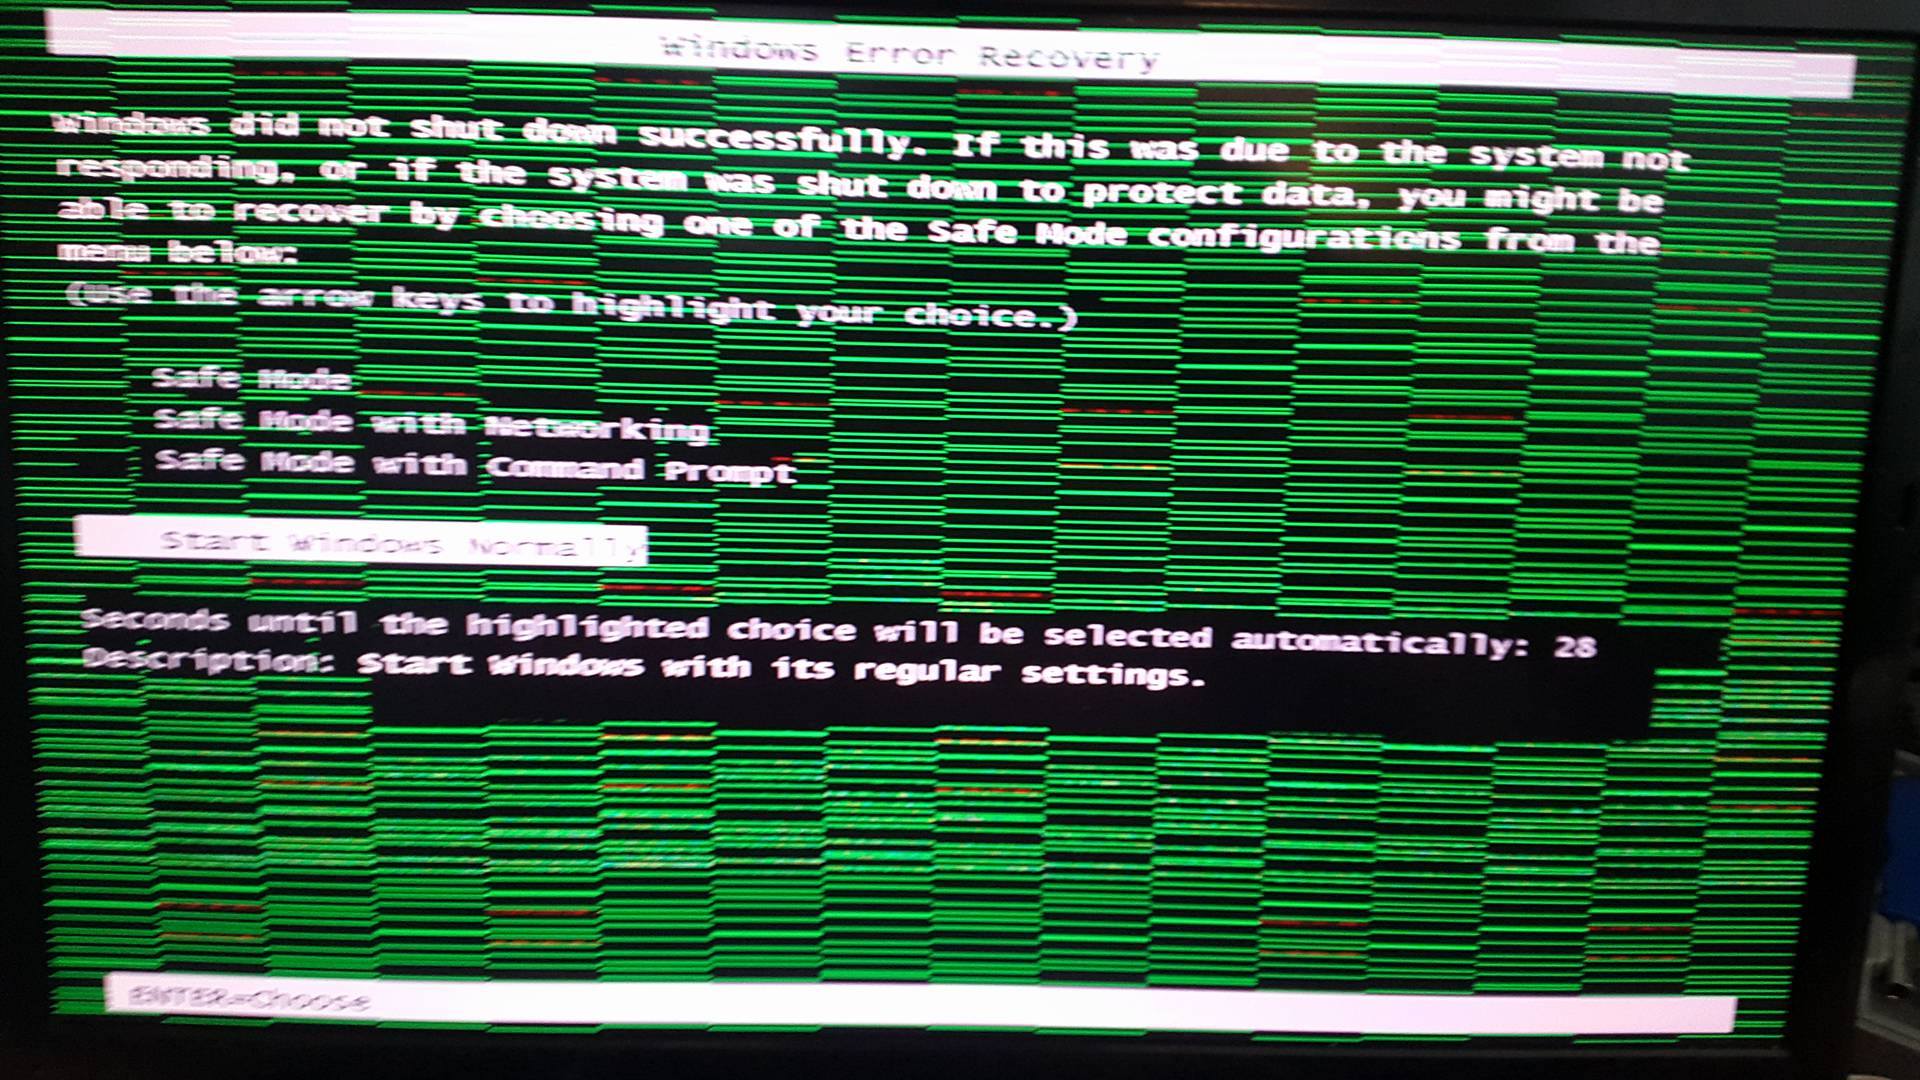 Windows Error Recovery
Windows did not shut down successfully. If this was due to the system not
responding, or if the system was shut down to protect data, you might be
able to recover by choosing one of the Safe Mode configurations from the
menu below:
(Use the arrow keys to highlight your choice.)
Safe Mode
Safe Mode with Networking
Safe Mode with Command Prompt
Start Windows Normally
Seconds until the highlighted choice will be selected automatically: 28
Description: Start Windows with its regular settings.
ENTER=Choose